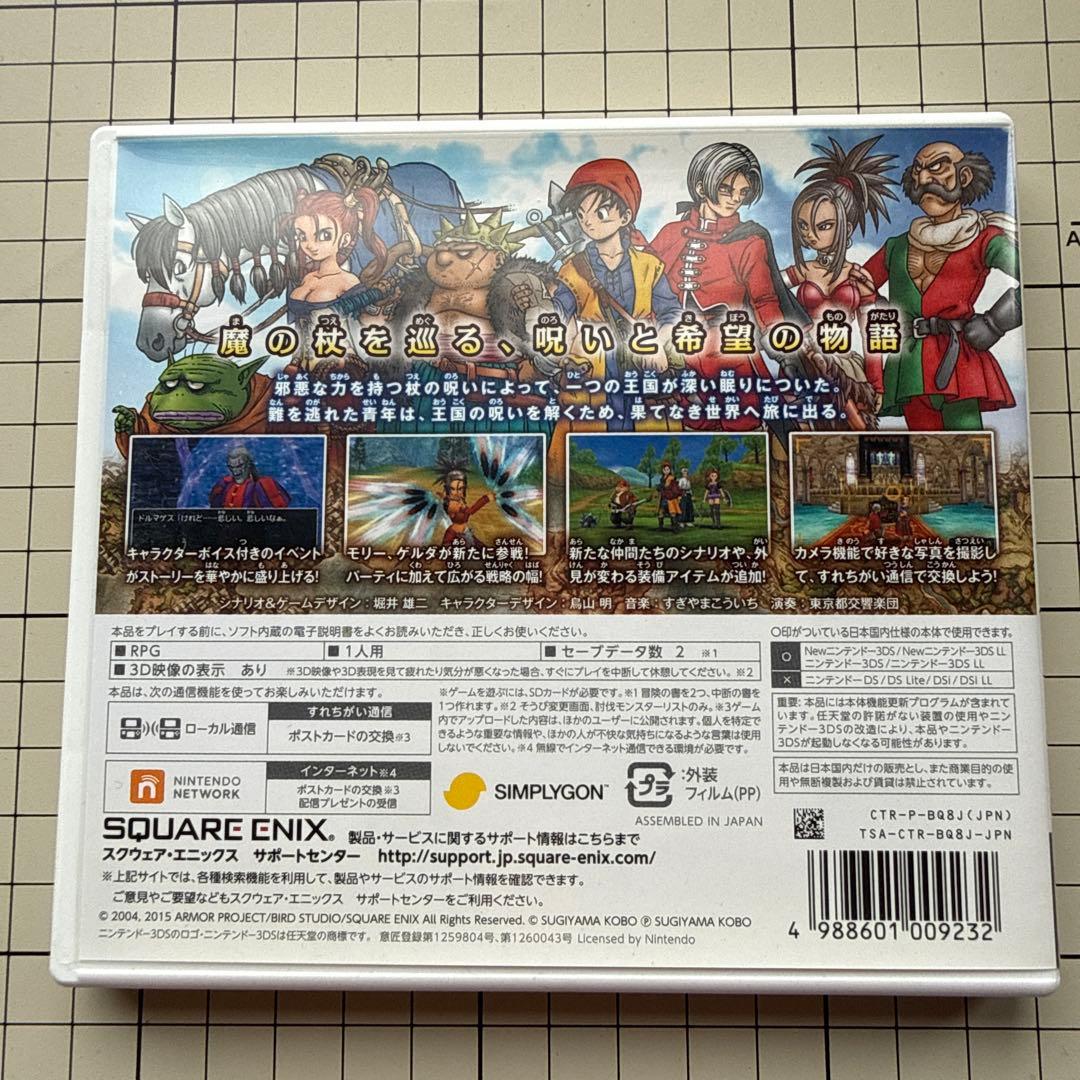 魔の杖を巡る、呪いと希望の物語
邪悪な力を持つ杖の呪いによって、一つの王国が深い眠りについた。
難を逃れた青年は、王国の呪いを解くため、果てなき世界へ旅に出る。
ドルマゲス「けれど……悲しい。悲しいなぁ。
キャラクターボイス付きのイベント
がストーリーを華やかに盛り上げる!
モリー、ゲルダが新たに参戦!
パーティに加えて広がる戦略の幅!
新たな仲間たちのシナリオや、外
見が変わる装備アイテムが追加!
カメラ機能で好きな写真を撮影し
て、すれちがい通信で交換しよう!
シナリオ&ゲームデザイン:堀井 雄二 キャラクターデザイン:鳥山 明 音楽:すぎやまこういち 演奏:東京都交響楽団
本品をプレイする前に、ソフト内蔵の電子説明書をよくお読みいただき、正しくお使いください。
■RPG ■1人用 ■セーブデータ数 2 ※1
■3D映像の表示 あり ※3D映像や3D表現を見て疲れたり気分が悪くなった場合、すぐにプレイを中断して休憩してください。※2
本品は、次の通信機能を使ってお楽しみいただけます。
ローカル通信
すれちがい通信
ポストカードの交換※3
NINTENDO
NETWORK
インターネット※4
ポストカードの交換※3
配信プレゼントの受信
※ゲームを遊ぶには、SDカードが必要です。※1 冒険の書を2つ、中断の書を
1つ作れます。※2 そうび変更画面、討伐モンスターリストのみ。※3ゲーム
内でアップロードした内容は、ほかのユーザーに公開されます。個人を特定で
きるような重要な情報や、ほかの人が不快な気持ちになるような言葉は使用
しないでください。※4 無線でインターネット通信できる環境が必要です。
SIMPLYGON™
プラ
:外装
フィルム(PP)
ASSEMBLED IN JAPAN
〇印がついている日本国内仕様の本体で使用できます。
○ Newニンテンドー3DS/Newニンテンドー3DS LL
ニンテンドー3DS/ニンテンドー3DS LL
× ニンテンドーDS/DS Lite/DSi/DSi LL
重要:本品には本体機能更新プログラムが含まれて
います。任天堂の許諾がない装置の使用やニン
テンドー3DSの改造により、本品やニンテンドー
3DSが起動しなくなる可能性があります。
本品は日本国内だけの販売とし、また商業目的の使
用や無断複製および賃貸は禁止されています。
CTR-P-BQ8J(JPN)
TSA-CTR-BQ8J-JPN
SQUARE ENIX. 製品・サービスに関するサポート情報はこちらまで
スクウェア・エニックス サポートセンター http://support.jp.square-enix.com/
※上記サイトでは、各種検索機能を利用して、製品やサービスのサポート情報を確認できます。
ご意見やご要望などもスクウェア・エニックス サポートセンターをご利用ください。
© 2004, 2015 ARMOR PROJECT/BIRD STUDIO/SQUARE ENIX All Rights Reserved. © SUGIYAMA KOBO ℗ SUGIYAMA KOBO
ニンテンドー3DSのロゴ・ニンテンドー3DSは任天堂の商標です。 意匠登録第1259804号、第1260043号 Licensed by Nintendo
4 988601 009232